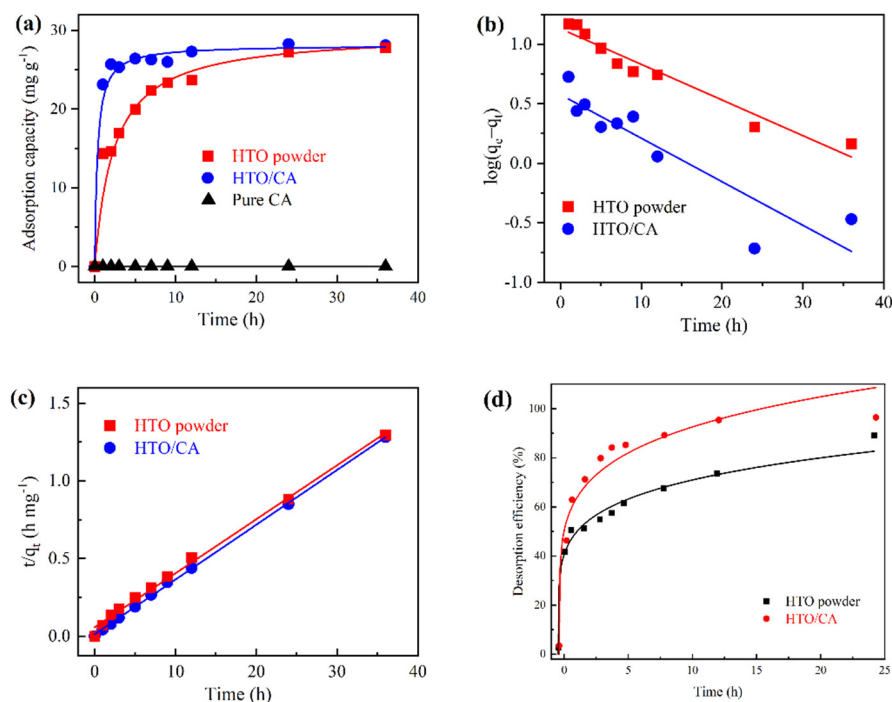 (a)
Adsorption capacity (mg g⁻¹)
30
20
10
0
HTO powder
HTO/CA
Pure CA
0 10 20 30 40
Time (h)
(b)
log(qₑ−qₜ)
1.0
0.5
0.0
-0.5
-1.0
HTO powder
HTO/CA
0 10 20 30 40
Time (h)
(c)
t/qₜ (h mg⁻¹)
1.5
1.0
0.5
0.0
HTO powder
HTO/CA
0 10 20 30 40
Time (h)
(d)
Desorption efficiency (%)
100
80
60
40
20
0
HTO powder
HTO/CA
0 5 10 15 20 25
Time (h)